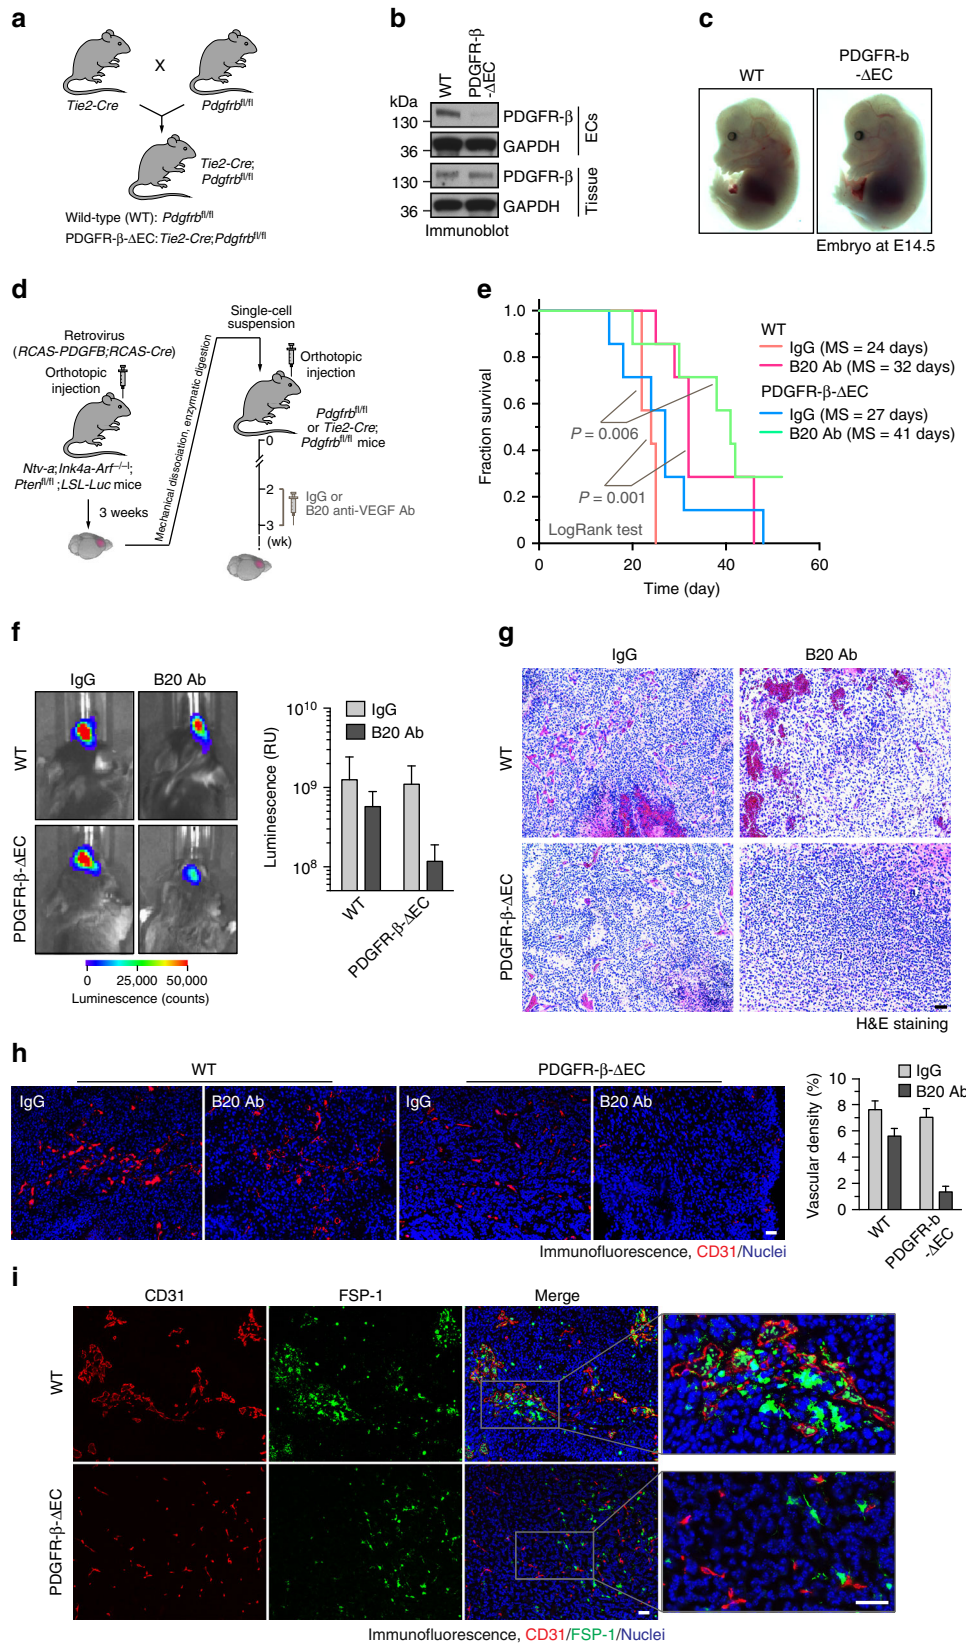 a
Tie2-Cre
X
Pdgfrb^fl/fl
Tie2-Cre;
Pdgfrb^fl/fl
Wild-type (WT): Pdgfrb^fl/fl
PDGFR-β-ΔEC: Tie2-Cre;Pdgfrb^fl/fl
b
WT
PDGFR-β
-ΔEC
kDa
130
PDGFR-β
36
GAPDH
ECs
130
PDGFR-β
36
GAPDH
Tissue
Immunoblot
c
WT
PDGFR-b
-ΔEC
Embryo at E14.5
d
Retrovirus
(RCAS-PDGFB;RCAS-Cre)
Orthotopic
injection
Ntv-a;Ink4a-Arf^–/–l;
Pten^fl/fl;LSL-Luc mice
3 weeks
Mechanical dissociation, enzymatic digestion
Single-cell
suspension
Orthotopic
injection
Pdgfrb^fl/fl
or Tie2-Cre;
Pdgfrb^fl/fl mice
0
2
3
(wk)
IgG or
B20 anti-VEGF Ab
e
Fraction survival
1.0
0.8
0.6
0.4
0.2
0
0
20
40
60
Time (day)
P = 0.006
P = 0.001
LogRank test
WT
IgG (MS = 24 days)
B20 Ab (MS = 32 days)
PDGFR-β-ΔEC
IgG (MS = 27 days)
B20 Ab (MS = 41 days)
f
IgG
B20 Ab
WT
PDGFR-β-ΔEC
0
25,000
50,000
Luminescence (counts)
Luminescence (RU)
10^10
10^9
10^8
IgG
B20 Ab
WT
PDGFR-β-ΔEC
g
IgG
B20 Ab
WT
PDGFR-β-ΔEC
H&E staining
h
WT
PDGFR-β-ΔEC
IgG
B20 Ab
IgG
B20 Ab
Immunofluorescence, CD31/Nuclei
Vascular density (%)
10
8
6
4
2
0
IgG
B20 Ab
WT
PDGFR-b
-ΔEC
i
CD31
FSP-1
Merge
WT
PDGFR-β-ΔEC
Immunofluorescence, CD31/FSP-1/Nuclei